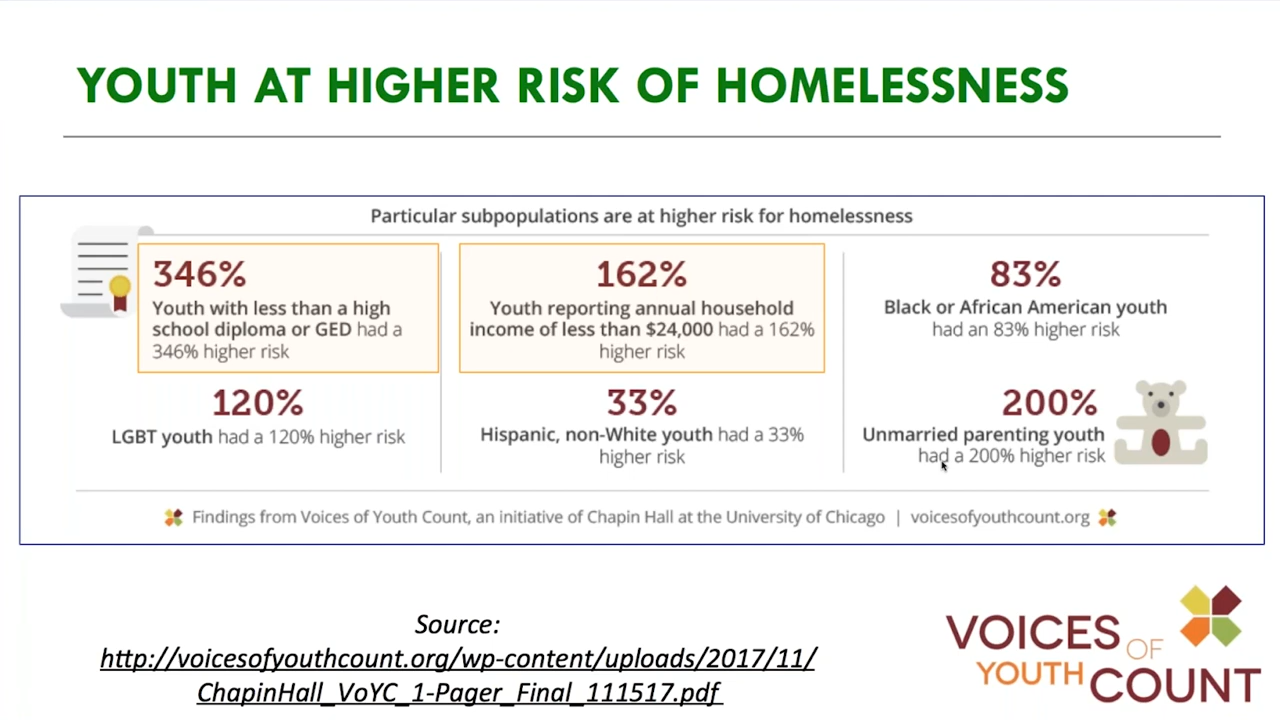 YOUTH AT HIGHER RISK OF HOMELESSNESS
Particular subpopulations are at higher risk for homelessness
346%
Youth with less than a high
school diploma or GED had a
346% higher risk
162%
Youth reporting annual household
income of less than $24,000 had a 162%
higher risk
83%
Black or African American youth
had an 83% higher risk
120%
LGBT youth had a 120% higher risk
33%
Hispanic, non-White youth had a 33%
higher risk
200%
Unmarried parenting youth
had a 200% higher risk
Findings from Voices of Youth Count, an initiative of Chapin Hall at the University of Chicago | voicesofyouthcount.org
Source:
http://voicesofyouthcount.org/wp-content/uploads/2017/11/
ChapinHall_VoYC_1-Pager_Final_111517.pdf
VOICES OF
YOUTH COUNT